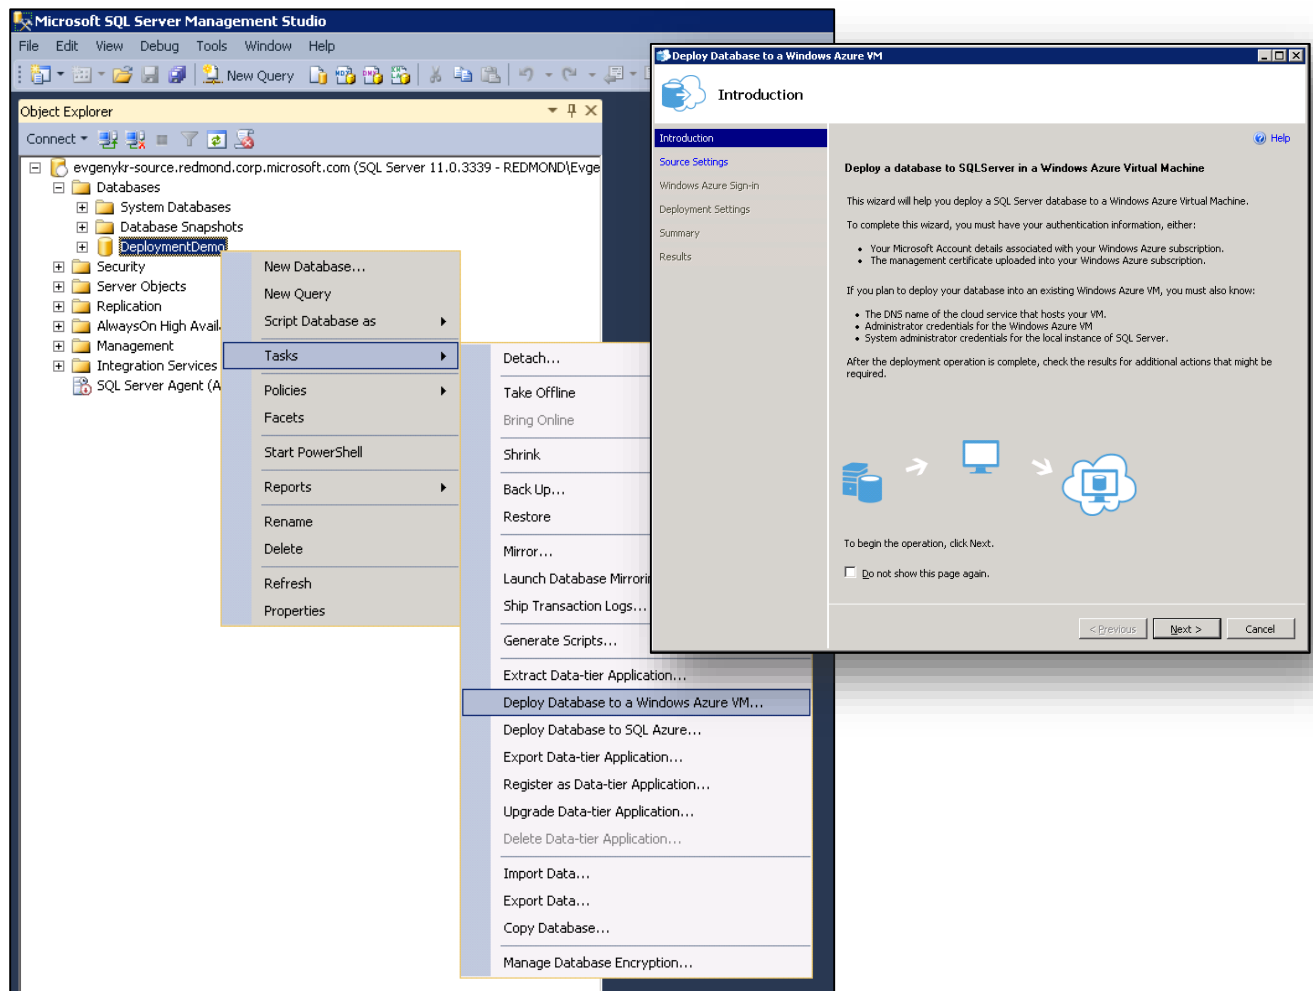 Microsoft SQL Server Management Studio
File Edit View Debug Tools Window Help
New Query
Object Explorer
Connect
evgenykr-source.redmond.corp.microsoft.com (SQL Server 11.0.3339 - REDMOND\Evge
Databases
System Databases
Database Snapshots
DeploymentDemo
Security
Server Objects
Replication
AlwaysOn High Avail
Management
Integration Services
SQL Server Agent (A
New Database...
New Query
Script Database as
Tasks
Policies
Facets
Start PowerShell
Reports
Rename
Delete
Refresh
Properties
Detach...
Take Offline
Bring Online
Shrink
Back Up...
Restore
Mirror...
Launch Database Mirrorin
Ship Transaction Logs...
Generate Scripts...
Extract Data-tier Application...
Deploy Database to a Windows Azure VM...
Deploy Database to SQL Azure...
Export Data-tier Application...
Register as Data-tier Application...
Upgrade Data-tier Application...
Delete Data-tier Application...
Import Data...
Export Data...
Copy Database...
Manage Database Encryption...
Deploy Database to a Windows Azure VM
Introduction
Introduction
Source Settings
Windows Azure Sign-in
Deployment Settings
Summary
Results
Help
Deploy a database to SQLServer in a Windows Azure Virtual Machine
This wizard will help you deploy a SQL Server database to a Windows Azure Virtual Machine.
To complete this wizard, you must have your authentication information, either:
• Your Microsoft Account details associated with your Windows Azure subscription.
• The management certificate uploaded into your Windows Azure subscription.
If you plan to deploy your database into an existing Windows Azure VM, you must also know:
• The DNS name of the cloud service that hosts your VM.
• Administrator credentials for the Windows Azure VM
• System administrator credentials for the local instance of SQL Server.
After the deployment operation is complete, check the results for additional actions that might be
required.
To begin the operation, click Next.
Do not show this page again.
< Previous Next > Cancel